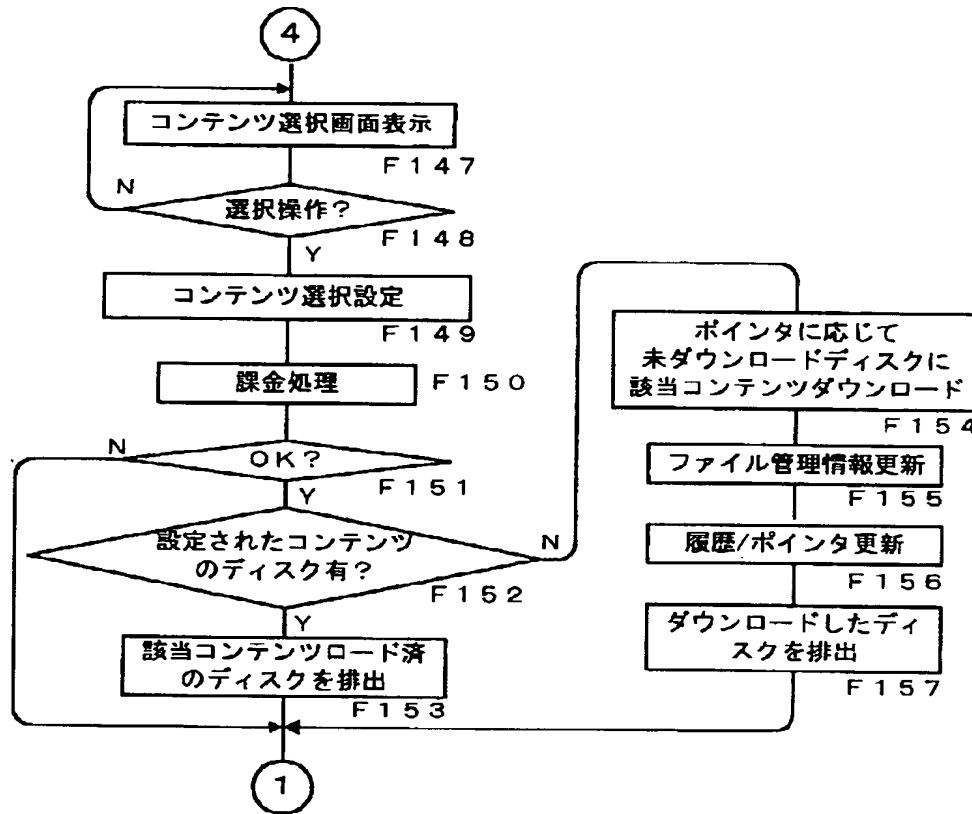 4
コンテンツ選択画面表示
F147
N
選択操作?
F148
Y
コンテンツ選択設定
F149
課金処理
F150
N
OK?
F151
Y
設定されたコンテンツ
のディスク有?
N
F152
Y
該当コンテンツロード済
のディスクを排出
F153
1
ポインタに応じて
未ダウンロードディスクに
該当コンテンツダウンロード
F154
ファイル管理情報更新
F155
履歴/ポインタ更新
F156
ダウンロードしたディ
スクを排出
F157